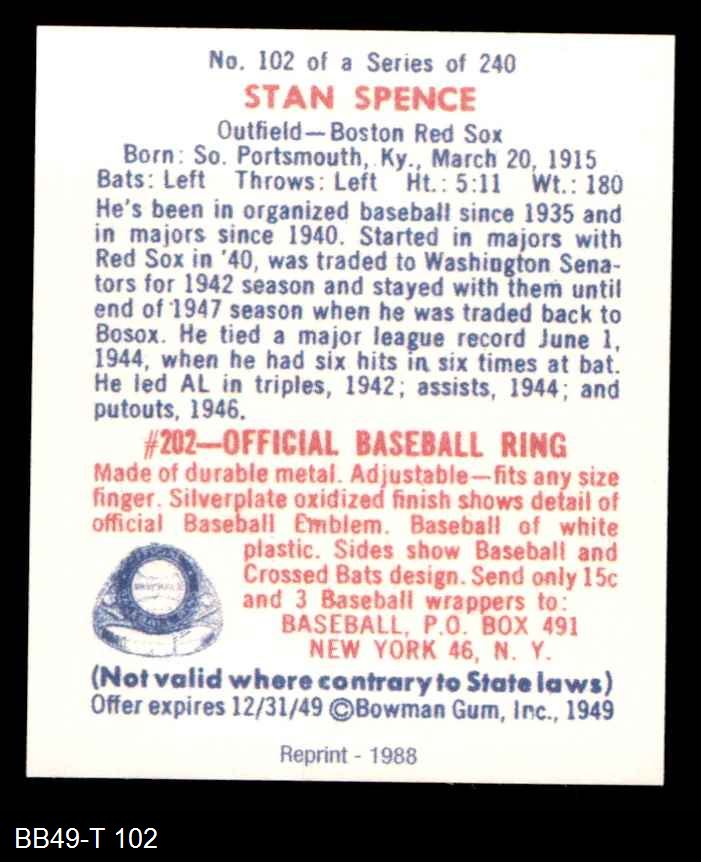 No. 102 of a Series of 240
STAN SPENCE
Outfield—Boston Red Sox
Born: So. Portsmouth, Ky., March 20, 1915
Bats: Left Throws: Left Ht.: 5:11 Wt.: 180
He's been in organized baseball since 1935 and
in majors since 1940. Started in majors with
Red Sox in '40, was traded to Washington Sena-
tors for 1942 season and stayed with them until
end of 1947 season when he was traded back to
Bosox. He tied a major league record June 1,
1944, when he had six hits in six times at bat.
He led AL in triples, 1942; assists, 1944; and
putouts, 1946.
#202—OFFICIAL BASEBALL RING
Made of durable metal. Adjustable—fits any size
finger. Silverplate oxidized finish shows detail of
official Baseball Emblem. Baseball of white
plastic. Sides show Baseball and
Crossed Bats design. Send only 15c
and 3 Baseball wrappers to:
BASEBALL, P.O. BOX 491
NEW YORK 46, N. Y.
(Not valid where contrary to State laws)
Offer expires 12/31/49 ©Bowman Gum, Inc., 1949
Reprint - 1988
BB49-T 102